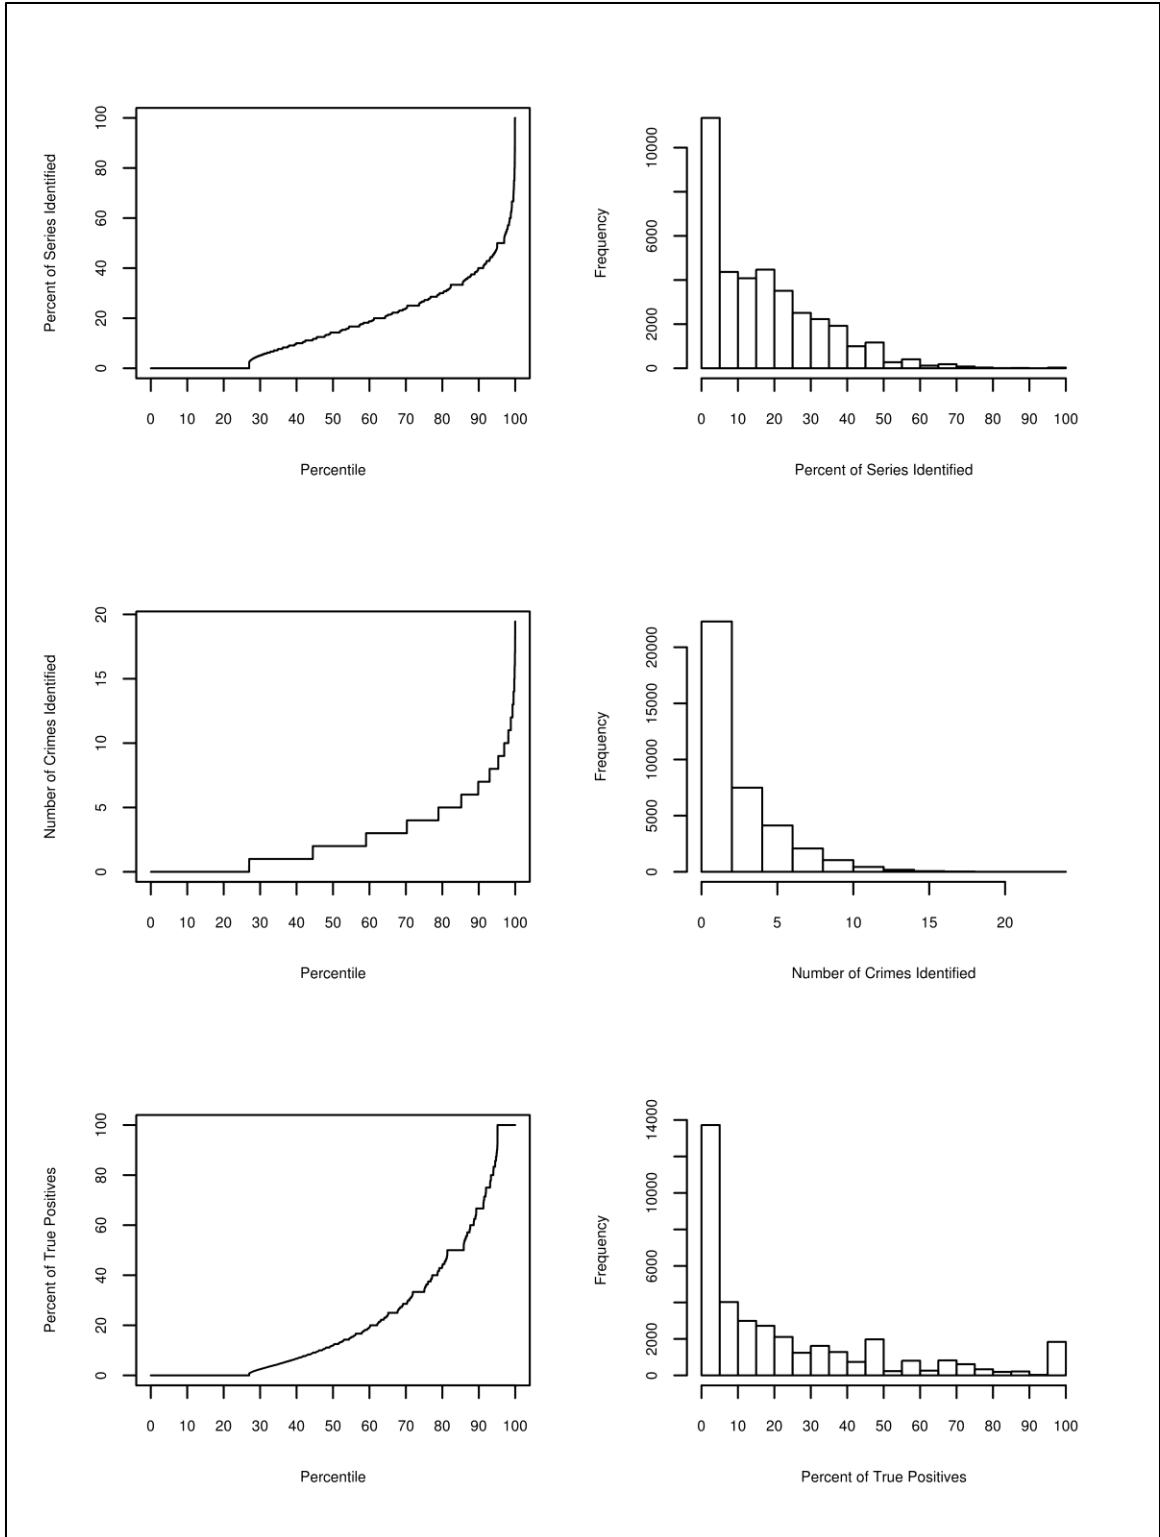 Percent of Series Identified
0 20 40 60 80 100
0 10 20 30 40 50 60 70 80 90 100
Percentile
Frequency
0 2000 6000 10000
0 10 20 30 40 50 60 70 80 90 100
Percent of Series Identified
Number of Crimes Identified
0 5 10 15 20
0 10 20 30 40 50 60 70 80 90 100
Percentile
Frequency
0 5000 10000 15000 20000
0 5 10 15 20
Number of Crimes Identified
Percent of True Positives
0 20 40 60 80 100
0 10 20 30 40 50 60 70 80 90 100
Percentile
Frequency
0 2000 6000 10000 14000
0 10 20 30 40 50 60 70 80 90 100
Percent of True Positives